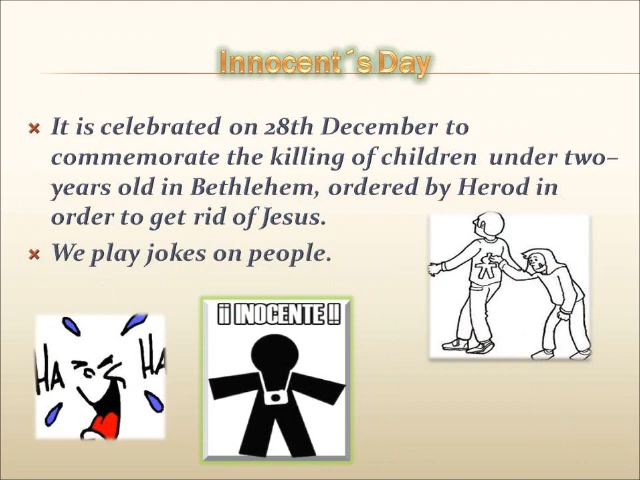 Innocent´s Day
It is celebrated on 28th December to
commemorate the killing of children under two–
years old in Bethlehem, ordered by Herod in
order to get rid of Jesus.
We play jokes on people.
¡¡ INOCENTE !!
HA HA